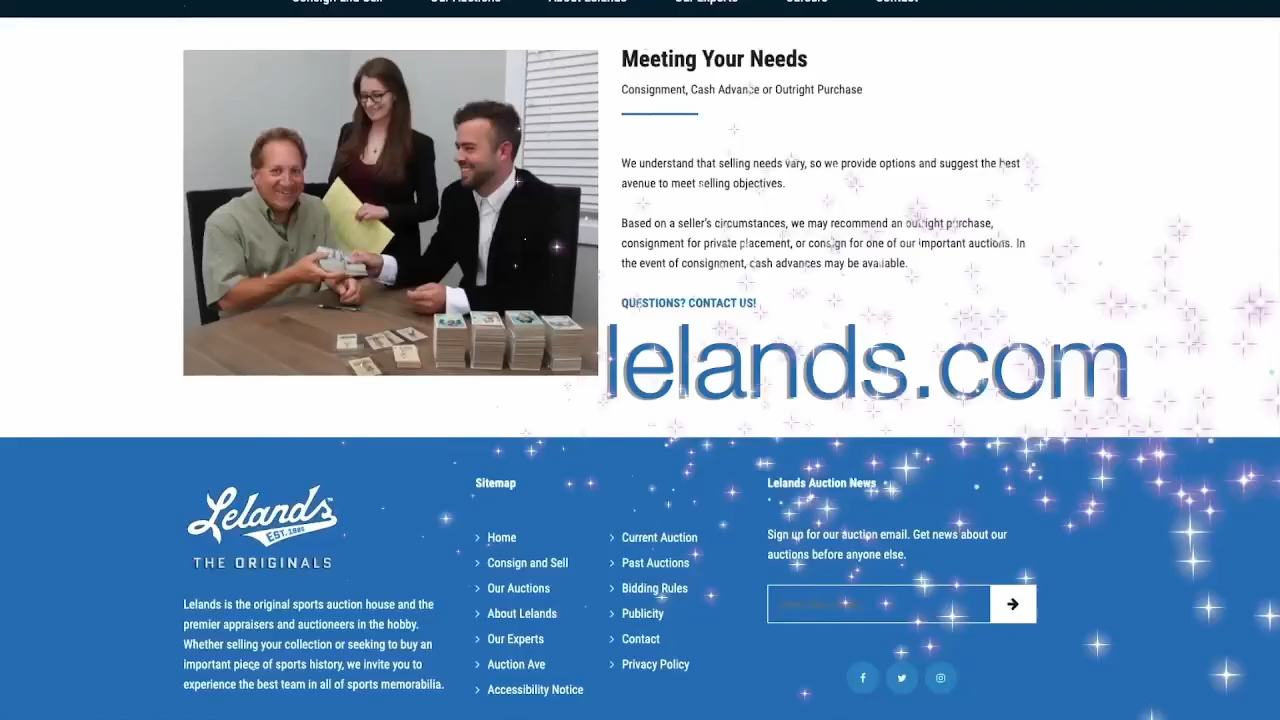 Consign and Sell
Our Auctions
About Lelands
Our Experts
Careers
Contact
Meeting Your Needs
Consignment, Cash Advance or Outright Purchase
We understand that selling needs vary, so we provide options and suggest the best
avenue to meet selling objectives.
Based on a seller's circumstances, we may recommend an outright purchase,
consignment for private placement, or consign for one of our important auctions. In
the event of consignment, cash advances may be available.
QUESTIONS? CONTACT US!
lelands.com
Lelands
EST. 1985
THE ORIGINALS
Lelands is the original sports auction house and the
premier appraisers and auctioneers in the hobby.
Whether selling your collection or seeking to buy an
important piece of sports history, we invite you to
experience the best team in all of sports memorabilia.
Sitemap
Home
Consign and Sell
Our Auctions
About Lelands
Our Experts
Auction Ave
Accessibility Notice
Current Auction
Past Auctions
Bidding Rules
Publicity
Contact
Privacy Policy
Lelands Auction News
Sign up for our auction email. Get news about our
auctions before anyone else.